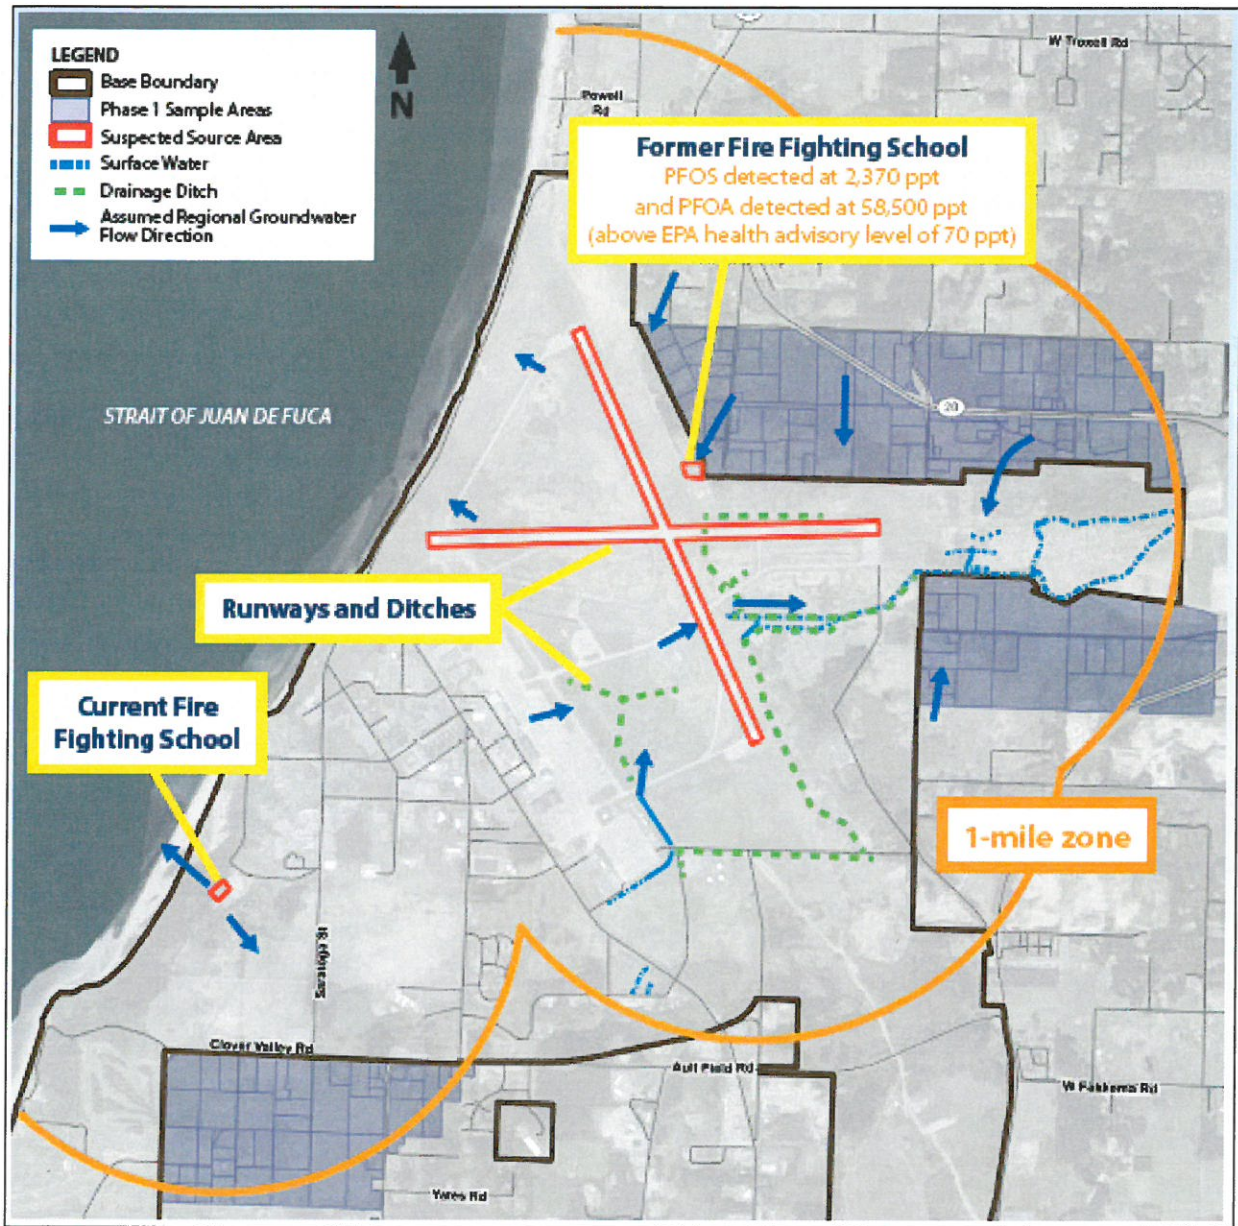 LEGEND
Base Boundary
Phase 1 Sample Areas
Suspected Source Area
Surface Water
Drainage Ditch
Assumed Regional Groundwater
Flow Direction
N
W Troxell Rd
Powell
Rd
Former Fire Fighting School
PFOS detected at 2,370 ppt
and PFOA detected at 58,500 ppt
(above EPA health advisory level of 70 ppt)
STRAIT OF JUAN DE FUCA
20
Runways and Ditches
Current Fire
Fighting School
1-mile zone
Saratoga St
Clover Valley Rd
Ault Field Rd
W Fakkema Rd
Yates Rd